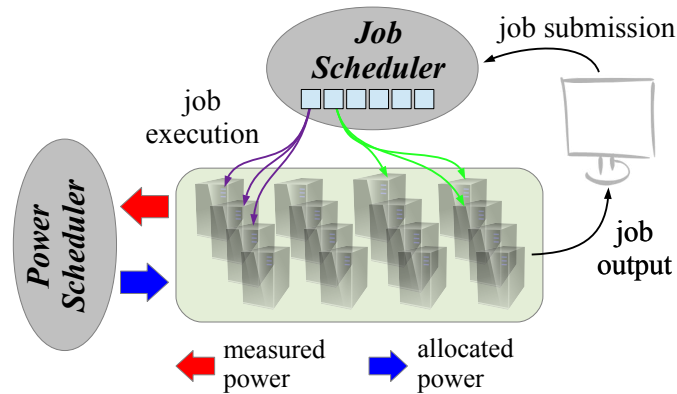 Job
Scheduler
job submission
job
execution
Power
Scheduler
job
output
measured
power
allocated
power